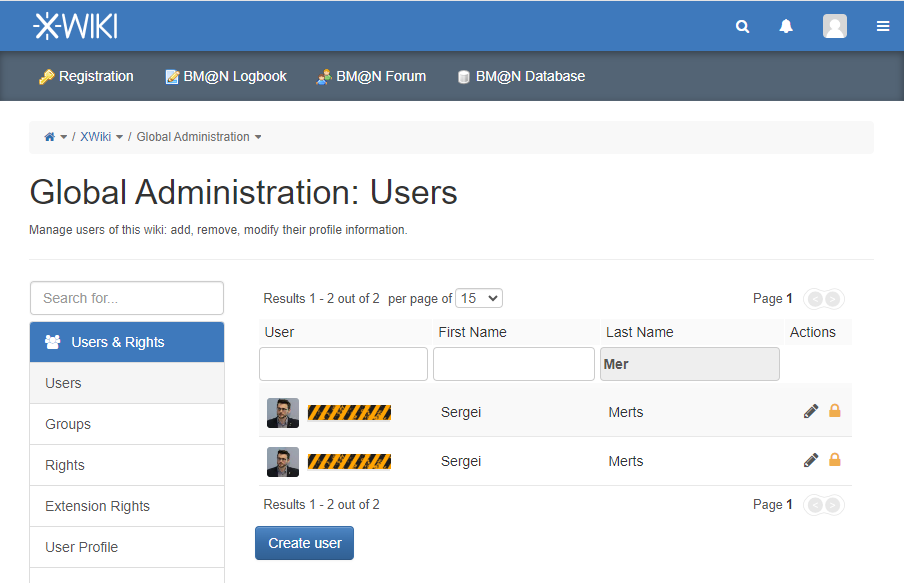 XWIKI
Registration BM@N Logbook BM@N Forum BM@N Database
/ XWiki / Global Administration
Global Administration: Users
Manage users of this wiki: add, remove, modify their profile information.
Search for...
Users & Rights
Users
Groups
Rights
Extension Rights
User Profile
Results 1 - 2 out of 2 per page of 15 Page 1 < >
User First Name Last Name Actions
Mer
Sergei Merts
Sergei Merts
Results 1 - 2 out of 2 Page 1 < >
Create user